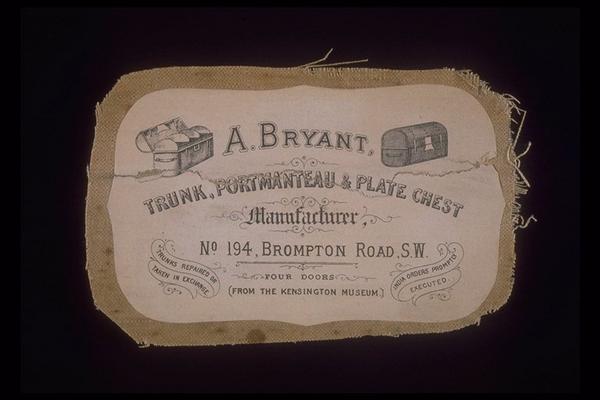 A. BRYANT,
TRUNK, PORTMANTEAU & PLATE CHEST
Manufacturer,
No 194, BROMPTON ROAD, S.W.
TRUNKS REPAIRED OR
TAKEN IN EXCHANGE.
FOUR DOORS
(FROM THE KENSINGTON MUSEUM.)
INDIA ORDERS PROMPTLY
EXECUTED.